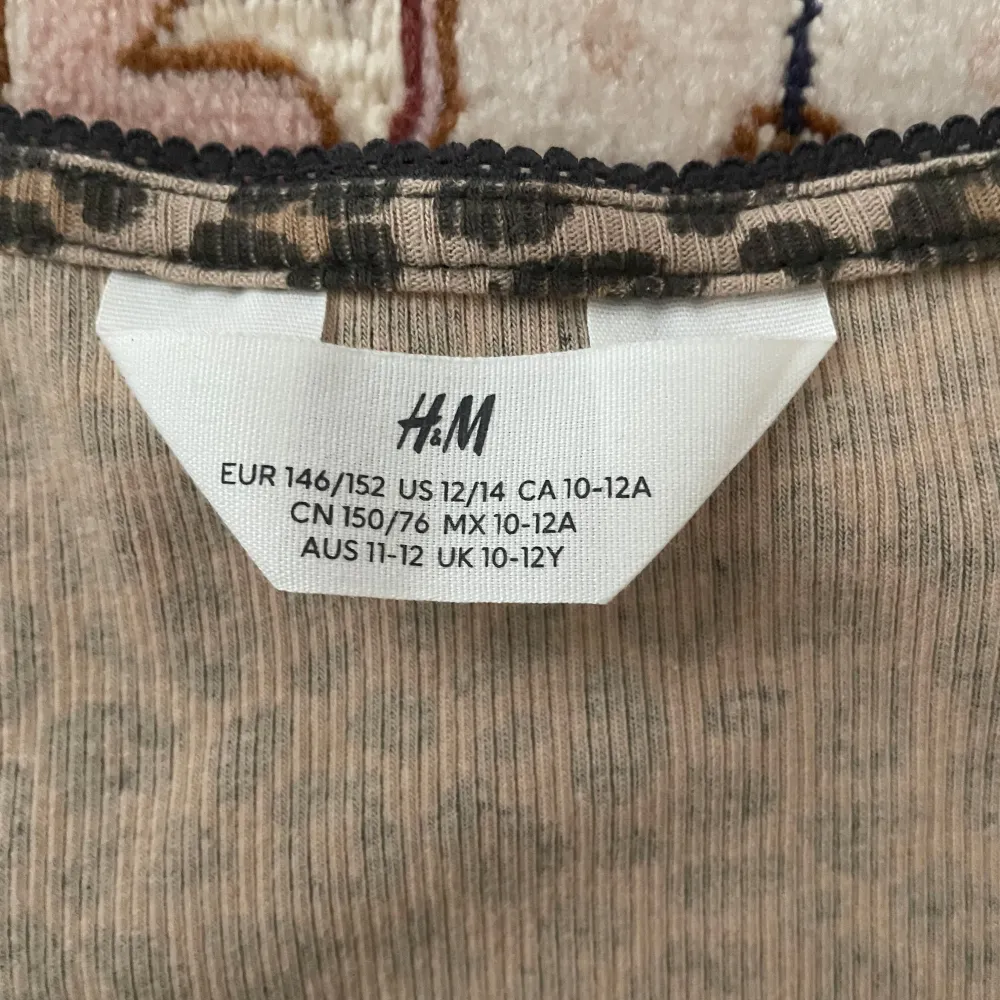 H&M
EUR 146/152 US 12/14 CA 10-12A
CN 150/76 MX 10-12A
AUS 11-12 UK 10-12Y